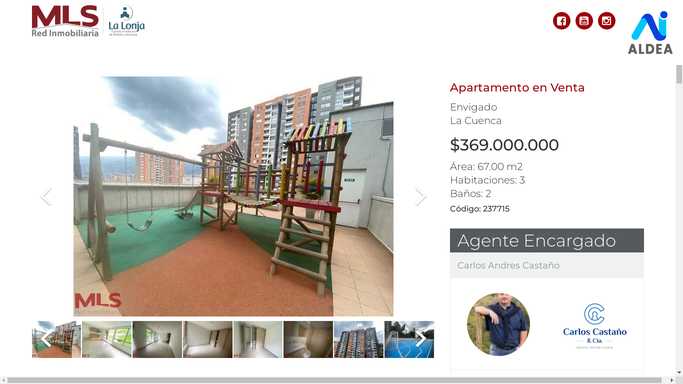 MLS
Red Inmobiliaria
La Lonja
ALDEA
Apartamento en Venta
Envigado
La Cuenca
$369.000.000
Área: 67.00 m2
Habitaciones: 3
Baños: 2
Código: 237715
Agente Encargado
Carlos Andres Castaño
Carlos Castaño
& Cía.
MLS